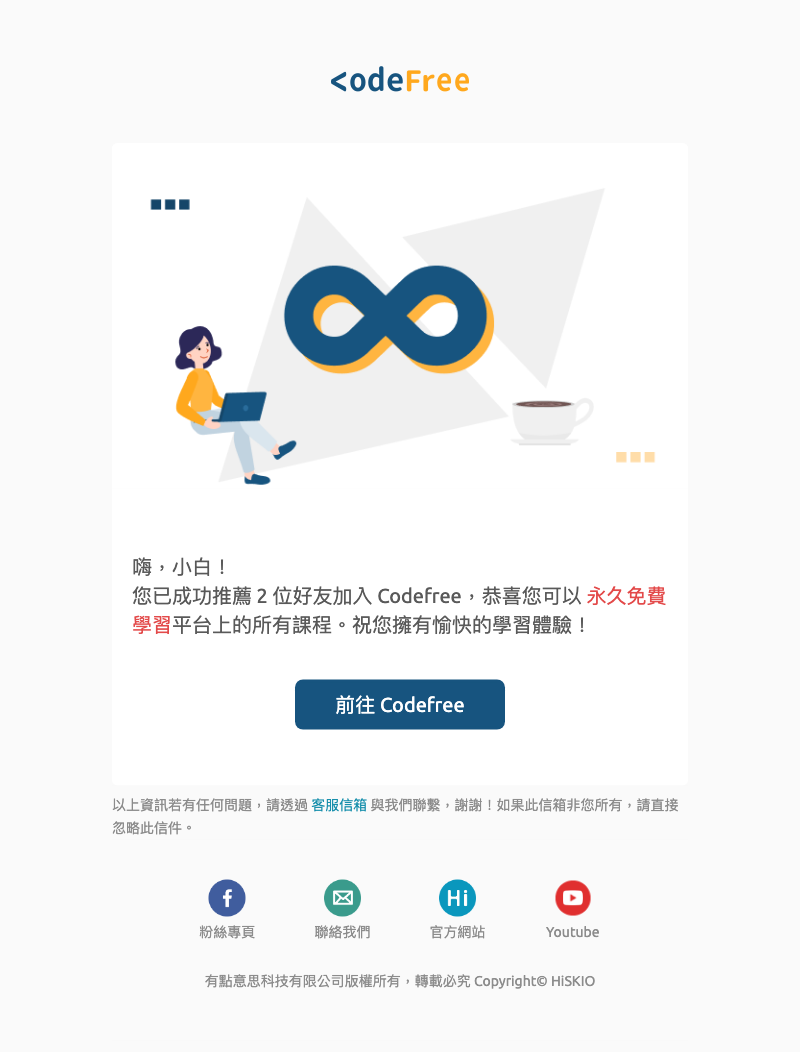 <odeFree
嗨，小白！
您已成功推薦 2 位好友加入 Codefree，恭喜您可以 永久免費
學習平台上的所有課程。祝您擁有愉快的學習體驗！
前往 Codefree
以上資訊若有任何問題，請透過 客服信箱 與我們聯繫，謝謝！如果此信箱非您所有，請直接
忽略此信件。
Hi
粉絲專頁 聯絡我們 官方網站 Youtube
有點意思科技有限公司版權所有，轉載必究 Copyright© HiSKIO